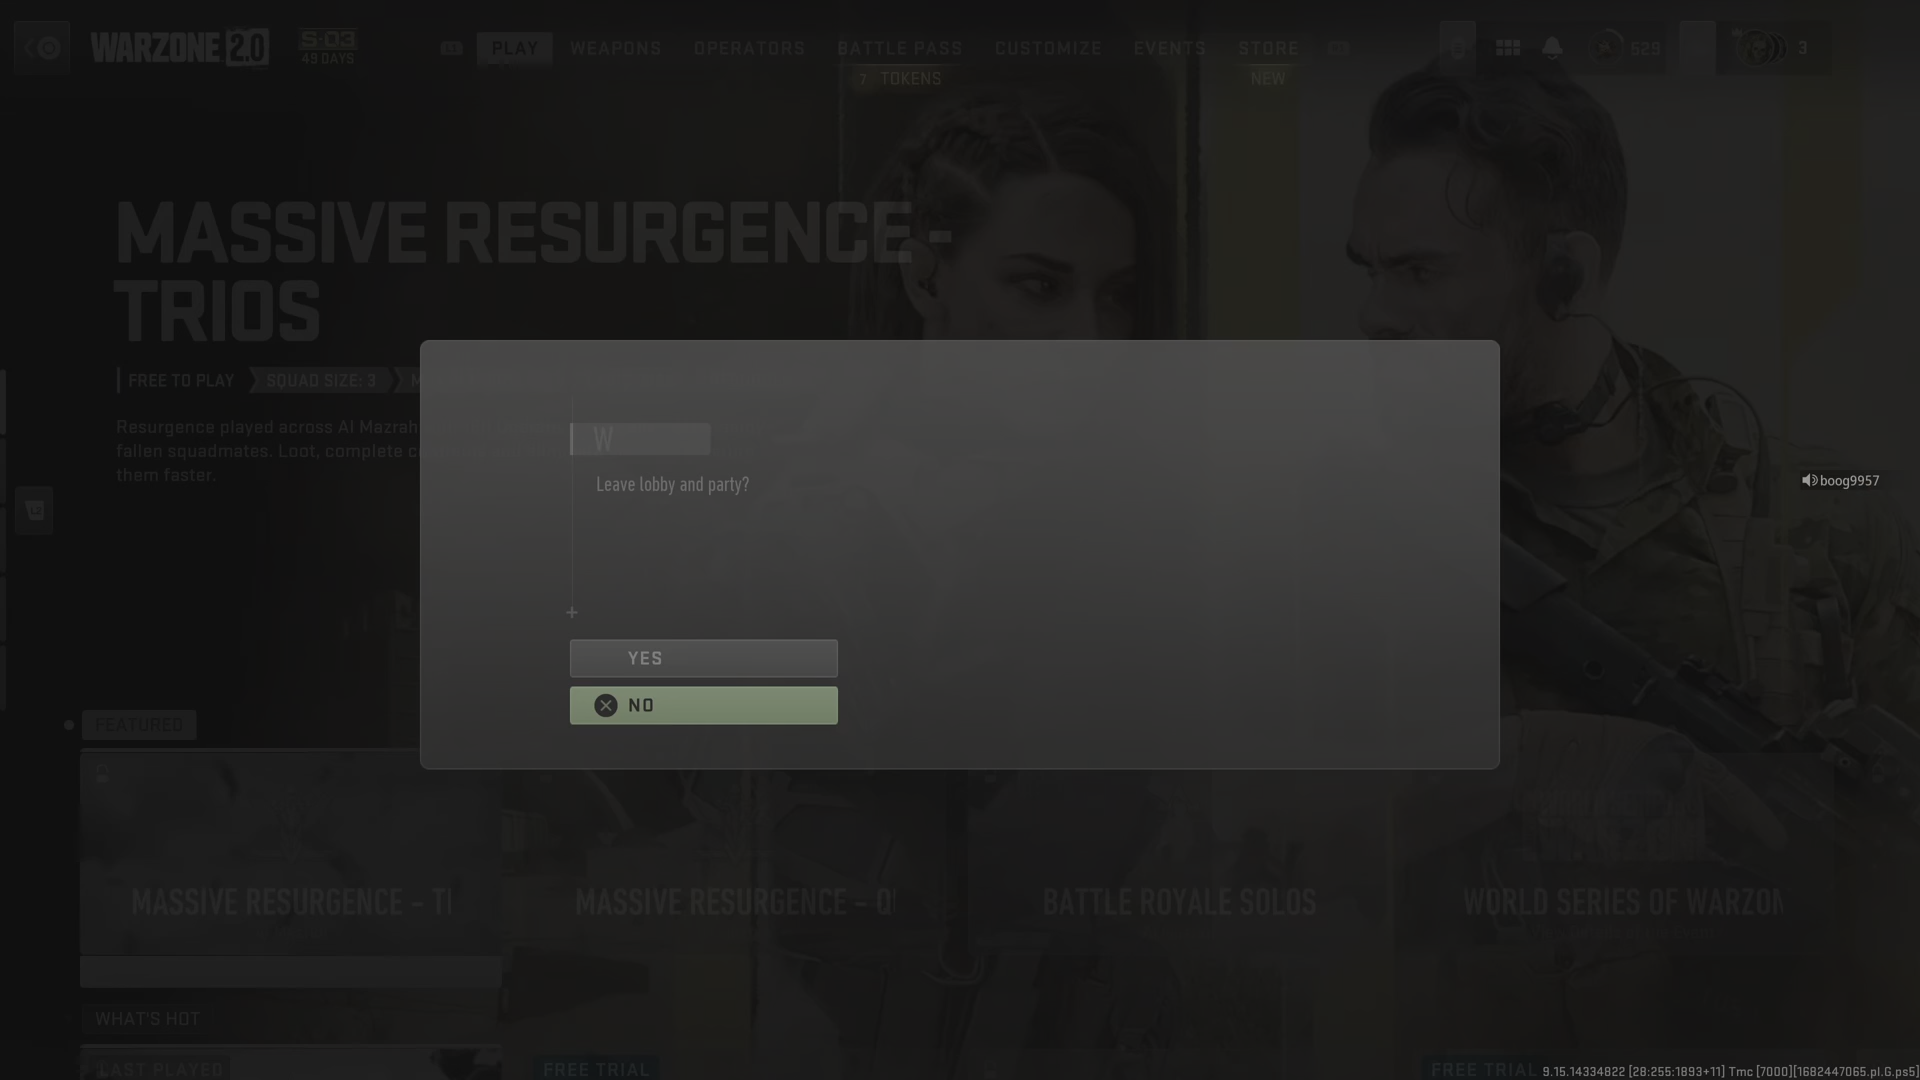 WARZONE 2.0
S-03
49 DAYS
PLAY
WEAPONS
OPERATORS
BATTLE PASS
CUSTOMIZE
EVENTS
STORE
529
3
7 TOKENS
NEW
MASSIVE RESURGENCE -
TRIOS
FREE TO PLAY
SQUAD SIZE: 3
M
Resurgence played across Al Mazrah
fallen squadmates. Loot, complete
them faster.
W
Leave lobby and party?
boog9957
YES
NO
FEATURED
MASSIVE RESURGENCE - T
MASSIVE RESURGENCE - Q
BATTLE ROYALE SOLOS
WORLD SERIES OF WARZON
WHAT'S HOT
LAST PLAYED
FREE TRIAL
FREE TRIAL
9.15.14334822 [28:255:1893+11] Tmc [7000][1682447065.pl.G.ps5]